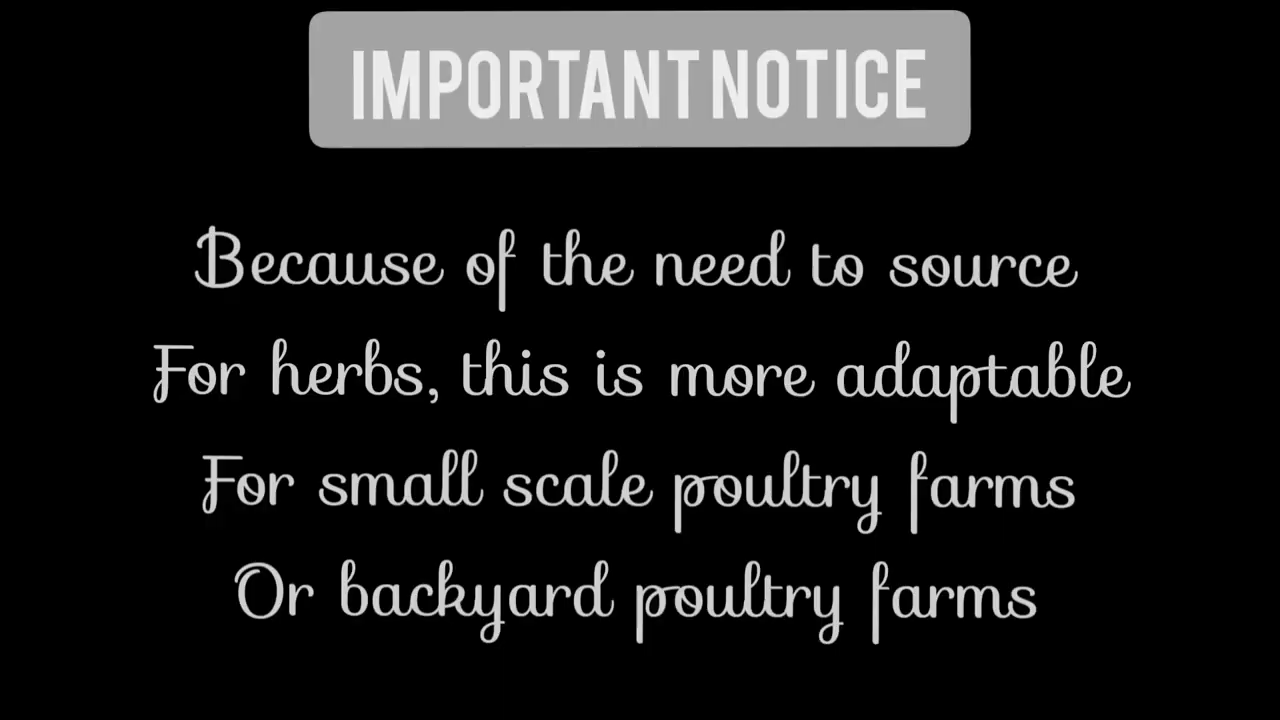 IMPORTANT NOTICE
Because of the need to source
For herbs, this is more adaptable
For small scale poultry farms
Or backyard poultry farms